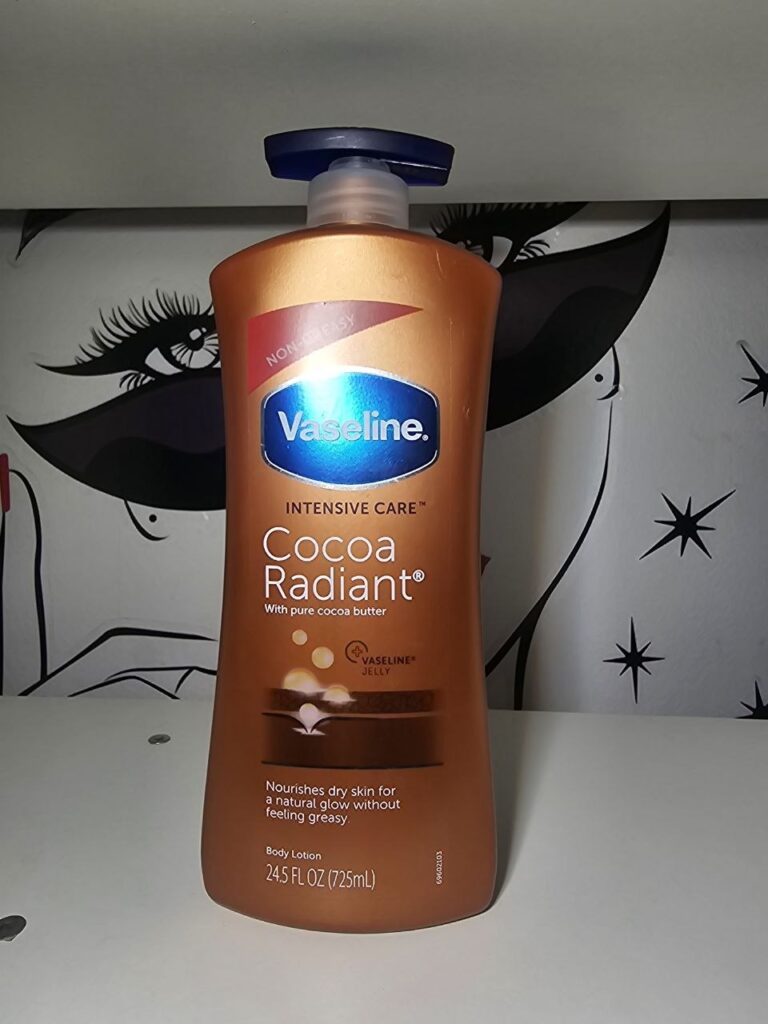 NON-GREASY
Vaseline.
INTENSIVE CARE™
Cocoa
Radiant®
With pure cocoa butter
VASELINE®
JELLY
Nourishes dry skin for
a natural glow without
feeling greasy.
Body Lotion
24.5 FL OZ (725mL)
69602103